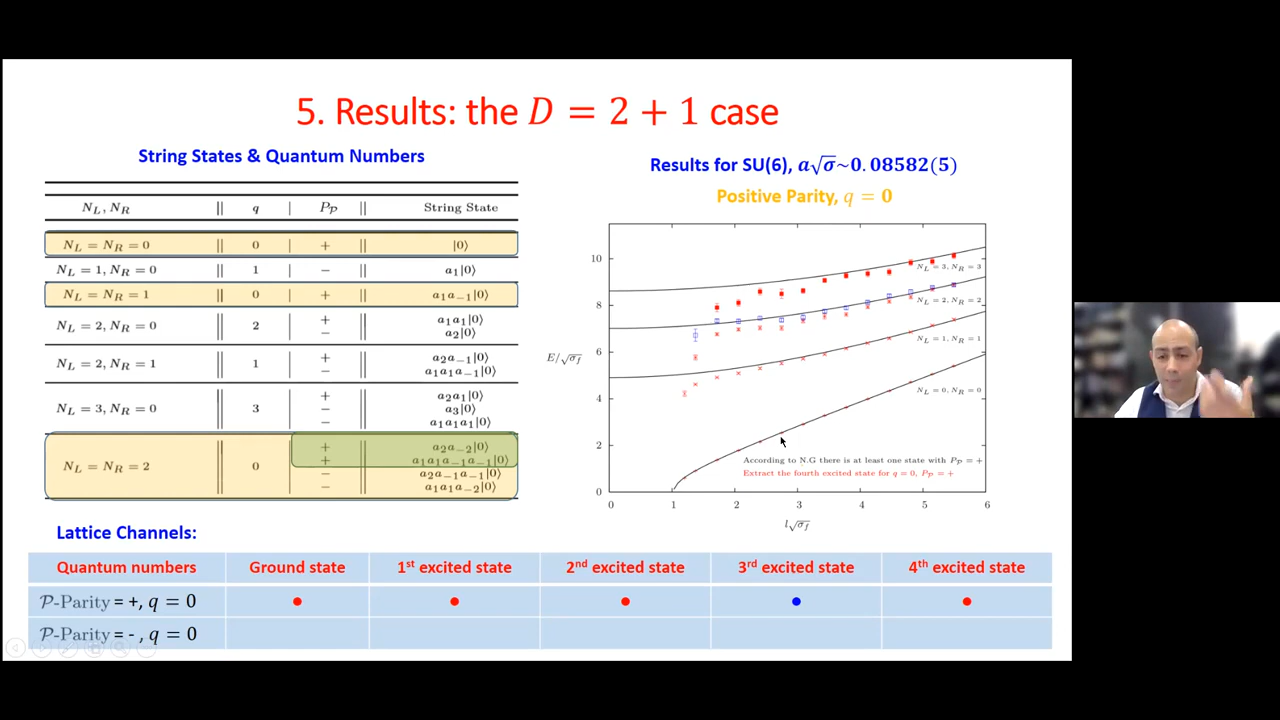 5. Results: the D = 2 + 1 case
String States & Quantum Numbers
N_L, N_R || q | P_𝒫 || String State
N_L = N_R = 0 || 0 | + || |0⟩
N_L = 1, N_R = 0 || 1 | − || a_1|0⟩
N_L = N_R = 1 || 0 | + || a_1a_{-1}|0⟩
N_L = 2, N_R = 0 || 2 | + || a_1a_1|0⟩
− a_2|0⟩
N_L = 2, N_R = 1 || 1 | + || a_2a_{-1}|0⟩
− a_1a_1a_{-1}|0⟩
N_L = 3, N_R = 0 || 3 | + || a_2a_1|0⟩
− a_3|0⟩
− a_1a_1a_1|0⟩
N_L = N_R = 2 || 0 | + || a_2a_{-2}|0⟩
+ a_1a_1a_{-1}a_{-1}|0⟩
− a_2a_{-1}a_{-1}|0⟩
− a_1a_1a_{-2}|0⟩
Results for SU(6), a√σ~0.08582(5)
Positive Parity, q = 0
10
8
6
4
2
0
E/√σ_f
N_L = 3, N_R = 3
N_L = 2, N_R = 2
N_L = 1, N_R = 1
N_L = 0, N_R = 0
According to N.G there is at least one state with P_𝒫 = +
Extract the fourth excited state for q = 0, P_𝒫 = +
0 1 2 3 4 5 6
l√σ_f
Lattice Channels:
Quantum numbers Ground state 1st excited state 2nd excited state 3rd excited state 4th excited state
𝒫-Parity = +, q = 0
𝒫-Parity = - , q = 0